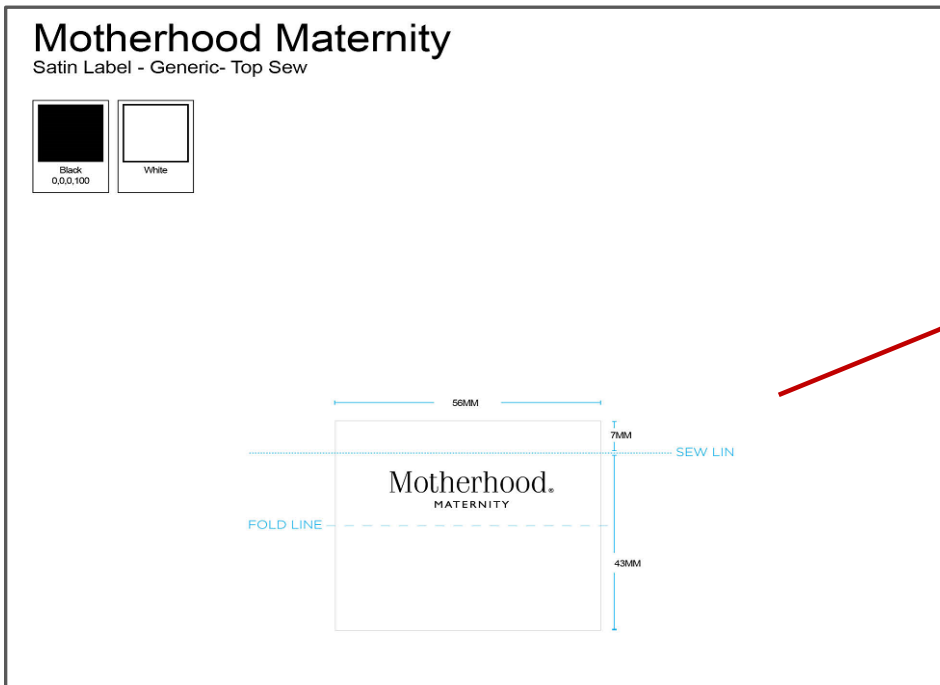 Motherhood Maternity
Satin Label - Generic- Top Sew
Black
0,0,0,100
White
56MM
7MM
SEW LIN
Motherhood®
MATERNITY
FOLD LINE
43MM